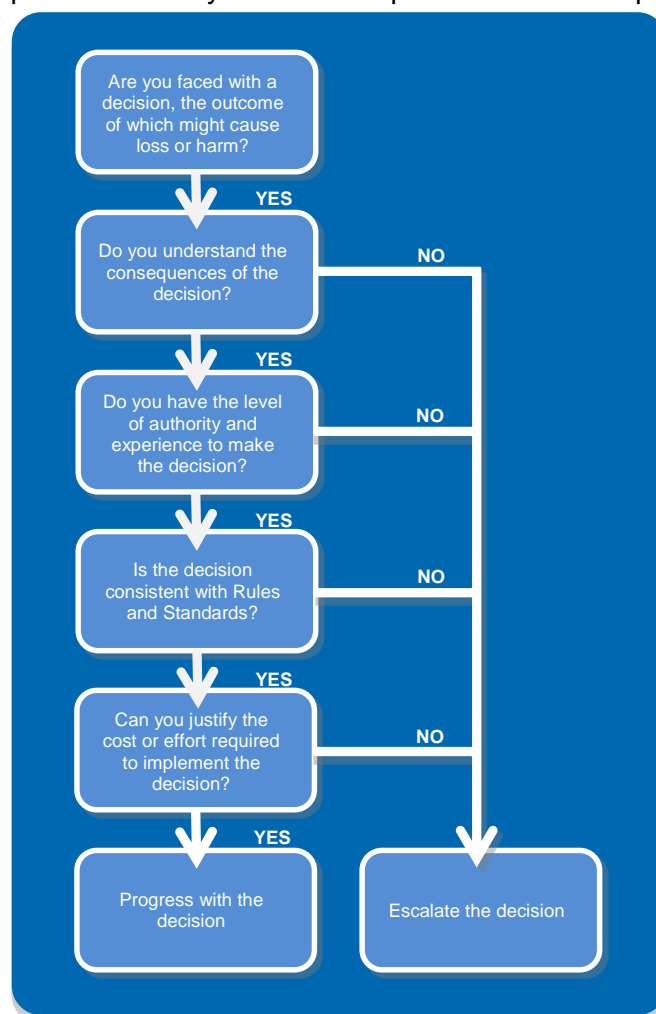 Are you faced with a
decision, the outcome
of which might cause
loss or harm?
YES
Do you understand the
consequences of the
decision?
NO
YES
Do you have the level
of authority and
experience to make
the decision?
NO
YES
Is the decision
consistent with Rules
and Standards?
NO
YES
Can you justify the
cost or effort required
to implement the
decision?
NO
YES
Progress with the
decision
Escalate the decision